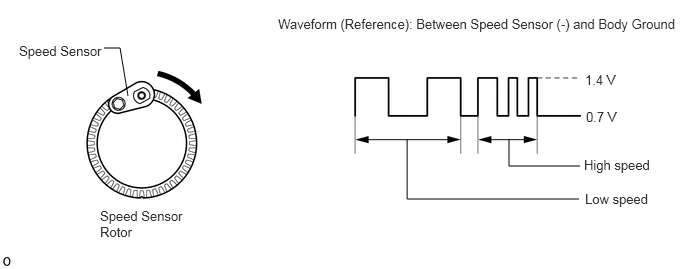 Waveform (Reference): Between Speed Sensor (-) and Body Ground
Speed Sensor
1.4 V
0.7 V
High speed
Low speed
Speed Sensor
Rotor
o